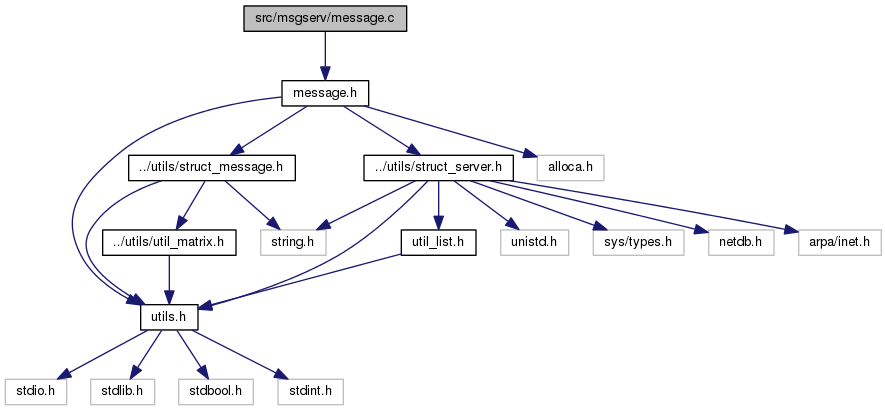 src/msgserv/message.c
message.h
../utils/struct_message.h
../utils/struct_server.h
alloca.h
../utils/util_matrix.h
string.h
util_list.h
unistd.h
sys/types.h
netdb.h
arpa/inet.h
utils.h
stdio.h
stdlib.h
stdbool.h
stdint.h